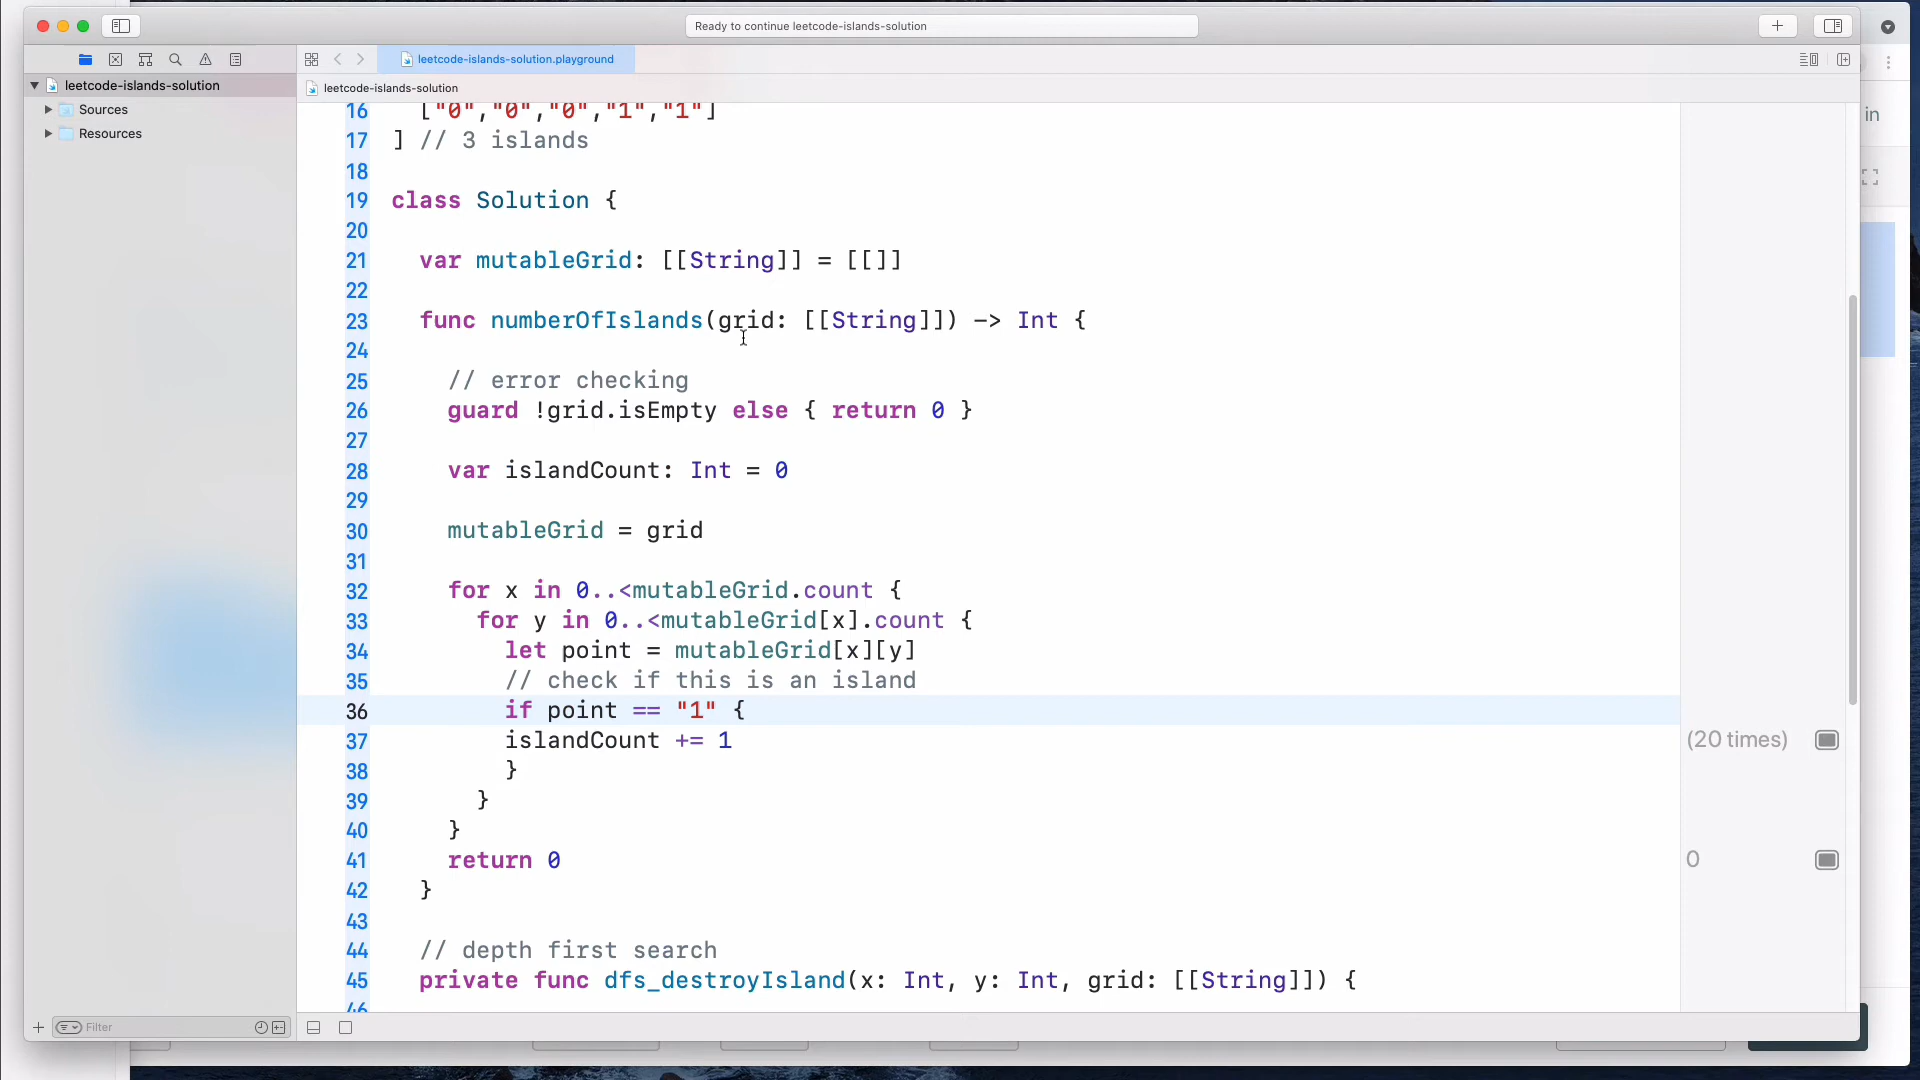 Ready to continue leetcode-islands-solution
leetcode-islands-solution.playground
leetcode-islands-solution
Sources
Resources
leetcode-islands-solution
in
16 ["0","0","0","1","1"]
17 ] // 3 islands
18
19 class Solution {
20
21 var mutableGrid: [[String]] = [[]]
22
23 func numberOfIslands(grid: [[String]]) -> Int {
24
25 // error checking
26 guard !grid.isEmpty else { return 0 }
27
28 var islandCount: Int = 0
29
30 mutableGrid = grid
31
32 for x in 0..<mutableGrid.count {
33 for y in 0..<mutableGrid[x].count {
34 let point = mutableGrid[x][y]
35 // check if this is an island
36 if point == "1" {
37 islandCount += 1 (20 times)
38 }
39 }
40 }
41 return 0 0
42 }
43
44 // depth first search
45 private func dfs_destroyIsland(x: Int, y: Int, grid: [[String]]) {
46
Filter